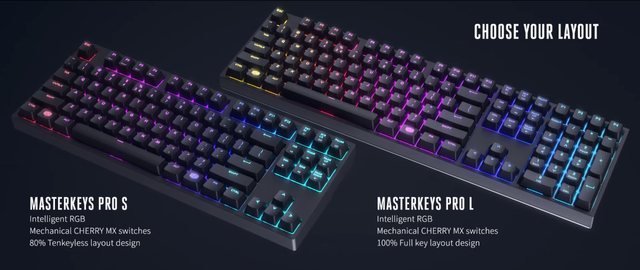 CHOOSE YOUR LAYOUT
MASTERKEYS PRO S
Intelligent RGB
Mechanical CHERRY MX switches
80% Tenkeyless layout design
MASTERKEYS PRO L
Intelligent RGB
Mechanical CHERRY MX switches
100% Full key layout design